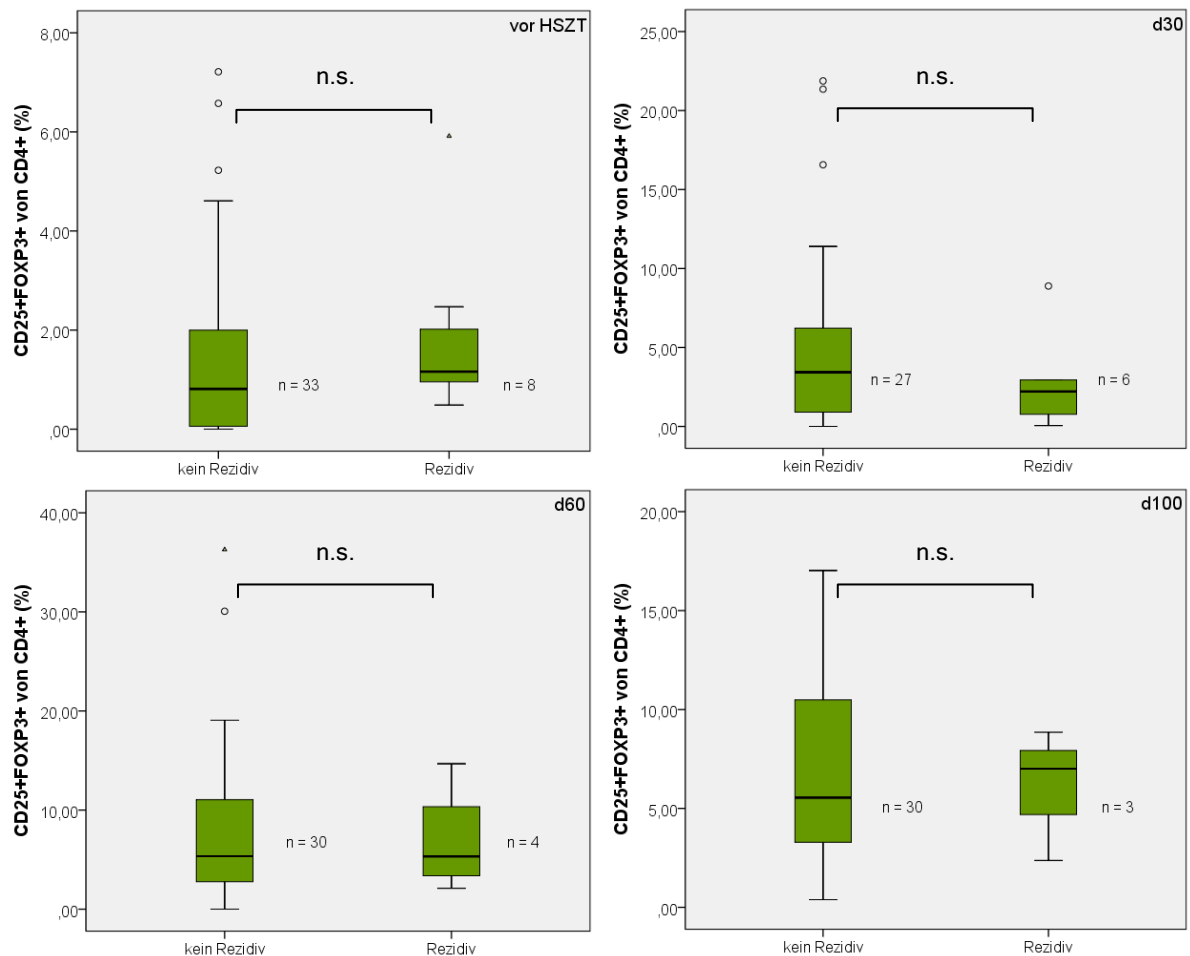 vor HSZT
CD25+FOXP3+ von CD4+ (%)
8,00
6,00
4,00
2,00
,00
n.s.
n = 33
n = 8
kein Rezidiv
Rezidiv
d30
CD25+FOXP3+ von CD4+ (%)
25,00
20,00
15,00
10,00
5,00
,00
n.s.
n = 27
n = 6
kein Rezidiv
Rezidiv
d60
CD25+FOXP3+ von CD4+ (%)
40,00
30,00
20,00
10,00
,00
n.s.
n = 30
n = 4
kein Rezidiv
Rezidiv
d100
CD25+FOXP3+ von CD4+ (%)
20,00
15,00
10,00
5,00
,00
n.s.
n = 30
n = 3
kein Rezidiv
Rezidiv